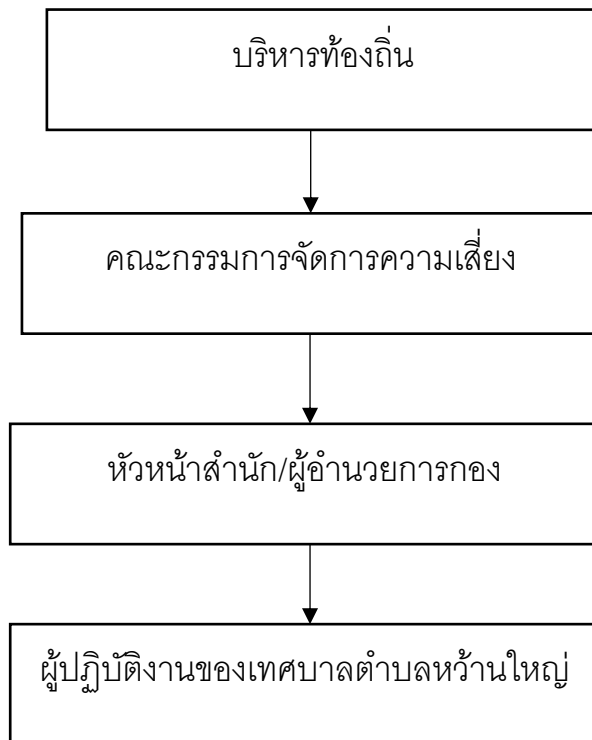 บริหารท้องถิ่น
คณะกรรมการจัดการความเสี่ยง
หัวหน้าสำนัก/ผู้อำนวยการกอง
ผู้ปฏิบัติงานของเทศบาลตำบลหว้านใหญ่